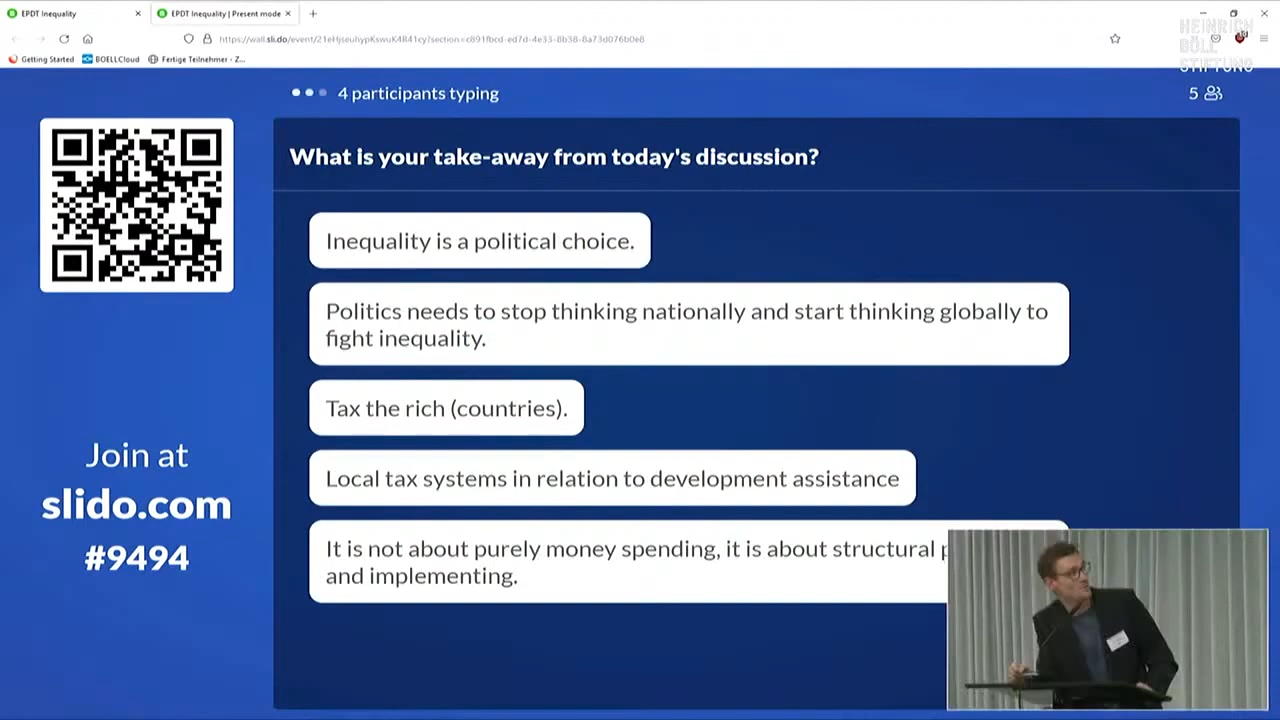 EPDT Inequality
EPDT Inequality | Present mode
Getting Started
BOELLCloud
Fertige Teilnehmer - Z...
HEINRICH
BÖLL
STIFTUNG
4 participants typing
5
What is your take-away from today's discussion?
Inequality is a political choice.
Politics needs to stop thinking nationally and start thinking globally to
fight inequality.
Tax the rich (countries).
Local tax systems in relation to development assistance
It is not about purely money spending, it is about structural
and implementing.
Join at
slido.com
#9494